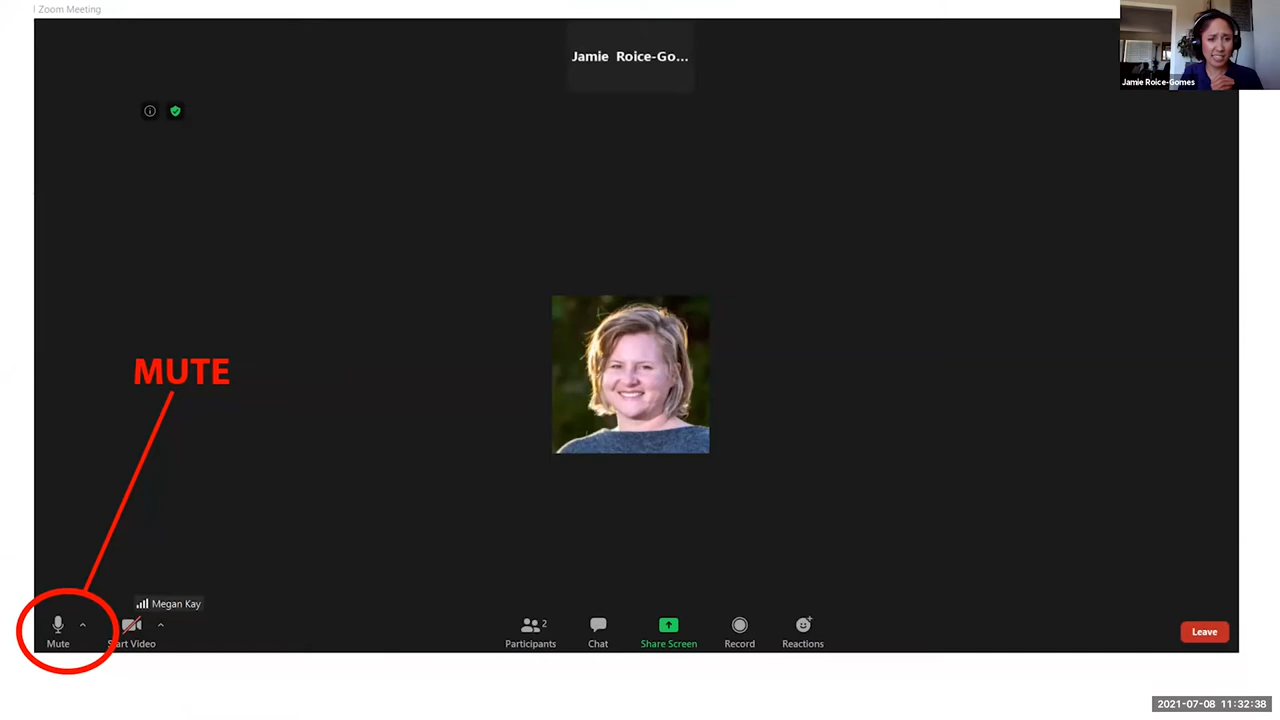 I Zoom Meeting
Jamie Roice-Go...
Jamie Roice-Gomes
MUTE
Megan Kay
Mute
Start Video
2
Participants
Chat
Share Screen
Record
Reactions
Leave
2021-07-08 11:32:38